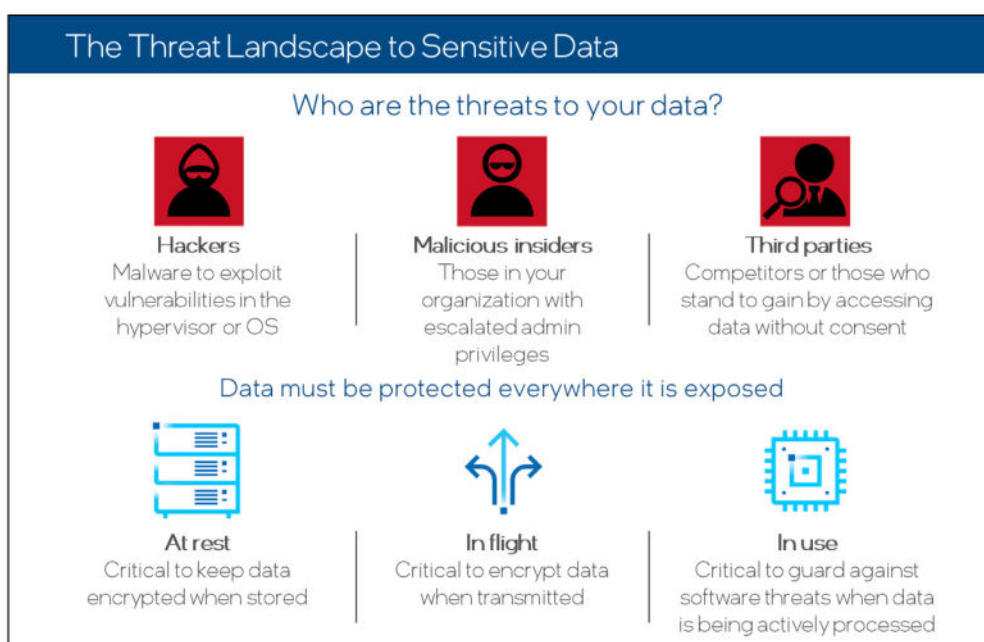 The Threat Landscape to Sensitive Data
Who are the threats to your data?
Hackers
Malware to exploit
vulnerabilities in the
hypervisor or OS
Malicious insiders
Those in your
organization with
escalated admin
privileges
Third parties
Competitors or those who
stand to gain by accessing
data without consent
Data must be protected everywhere it is exposed
At rest
Critical to keep data
encrypted when stored
In flight
Critical to encrypt data
when transmitted
In use
Critical to guard against
software threats when data
is being actively processed